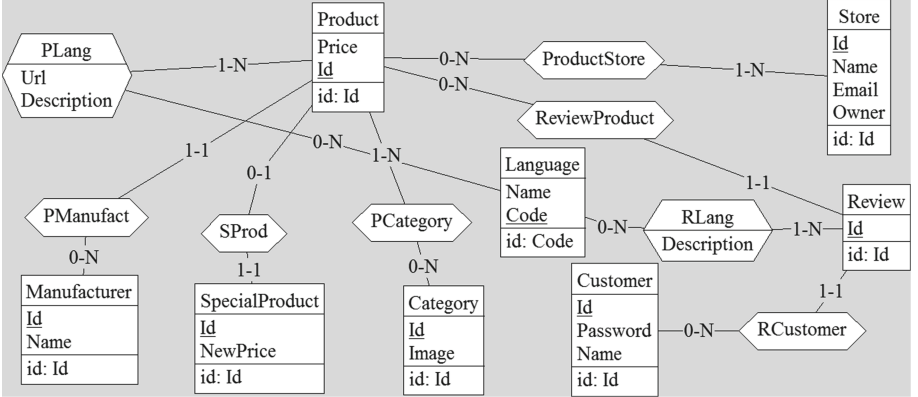 PLang
Url
Description
Product
Price
Id
id: Id
Store
Id
Name
Email
Owner
id: Id
1-N
0-N
ProductStore
1-N
0-N
ReviewProduct
0-N
1-1
0-1
1-N
1-1
Language
Name
Code
id: Code
PManufact
SProd
PCategory
0-N
RLang
Description
1-N
Review
Id
id: Id
0-N
1-1
0-N
1-1
Manufacturer
Id
Name
id: Id
SpecialProduct
Id
NewPrice
id: Id
Category
Id
Image
id: Id
Customer
Id
Password
Name
id: Id
0-N
RCustomer